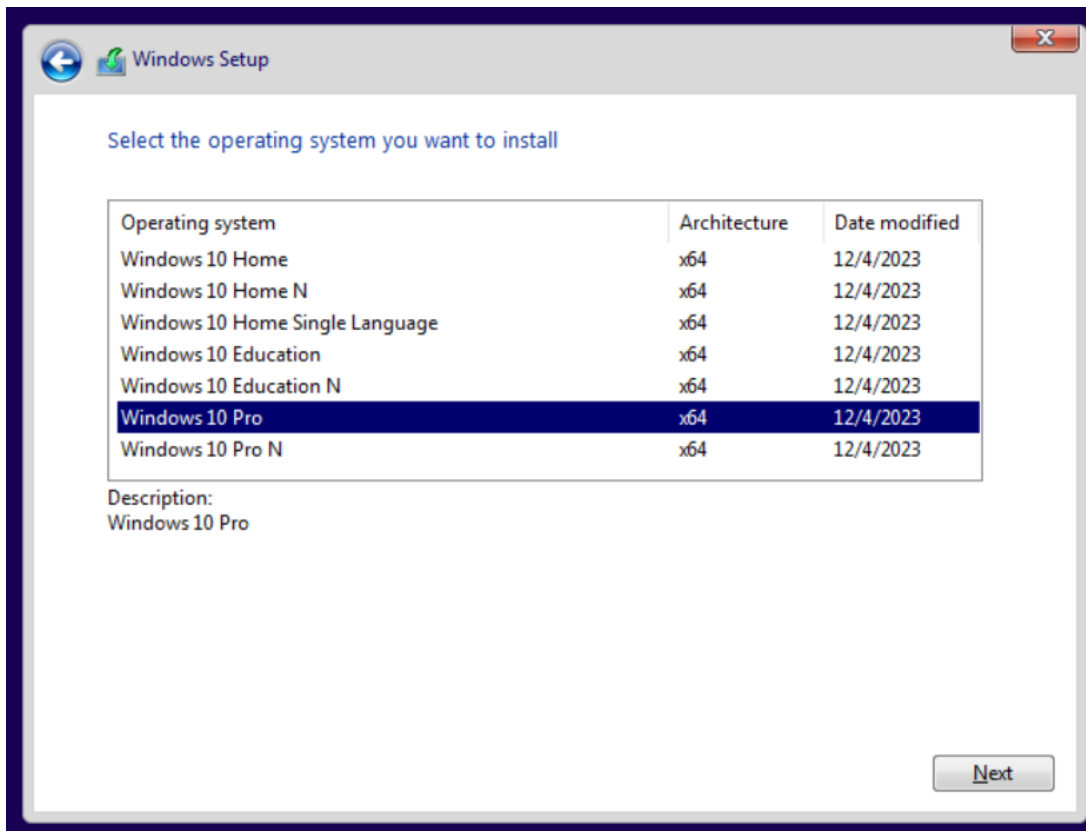 Windows Setup
Select the operating system you want to install
Operating system Architecture Date modified
Windows 10 Home x64 12/4/2023
Windows 10 Home N x64 12/4/2023
Windows 10 Home Single Language x64 12/4/2023
Windows 10 Education x64 12/4/2023
Windows 10 Education N x64 12/4/2023
Windows 10 Pro x64 12/4/2023
Windows 10 Pro N x64 12/4/2023
Description:
Windows 10 Pro
Next